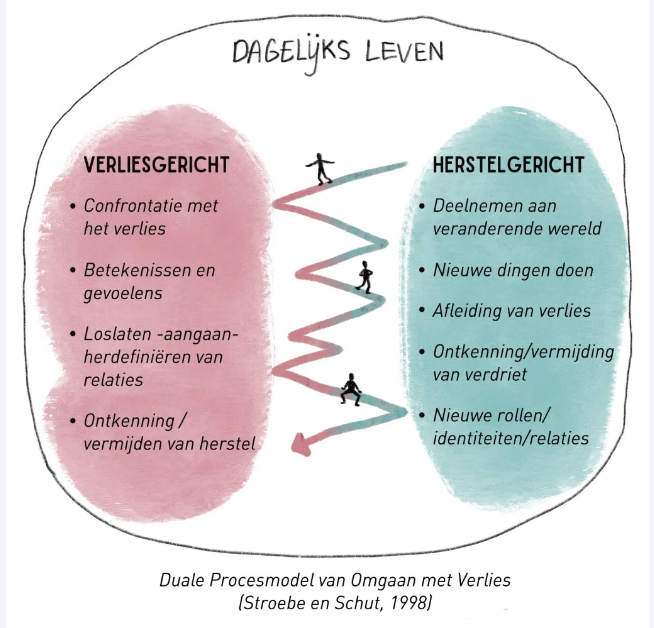 DAGELIJKS LEVEN
VERLIESGERICHT
• Confrontatie met
het verlies
• Betekenissen en
gevoelens
• Loslaten -aangaan-
herdefiniëren van
relaties
• Ontkenning /
vermijden van herstel
HERSTELGERICHT
• Deelnemen aan
veranderende wereld
• Nieuwe dingen doen
• Afleiding van verlies
• Ontkenning/vermijding
van verdriet
• Nieuwe rollen/
identiteiten/relaties
Duale Procesmodel van Omgaan met Verlies
(Stroebe en Schut, 1998)